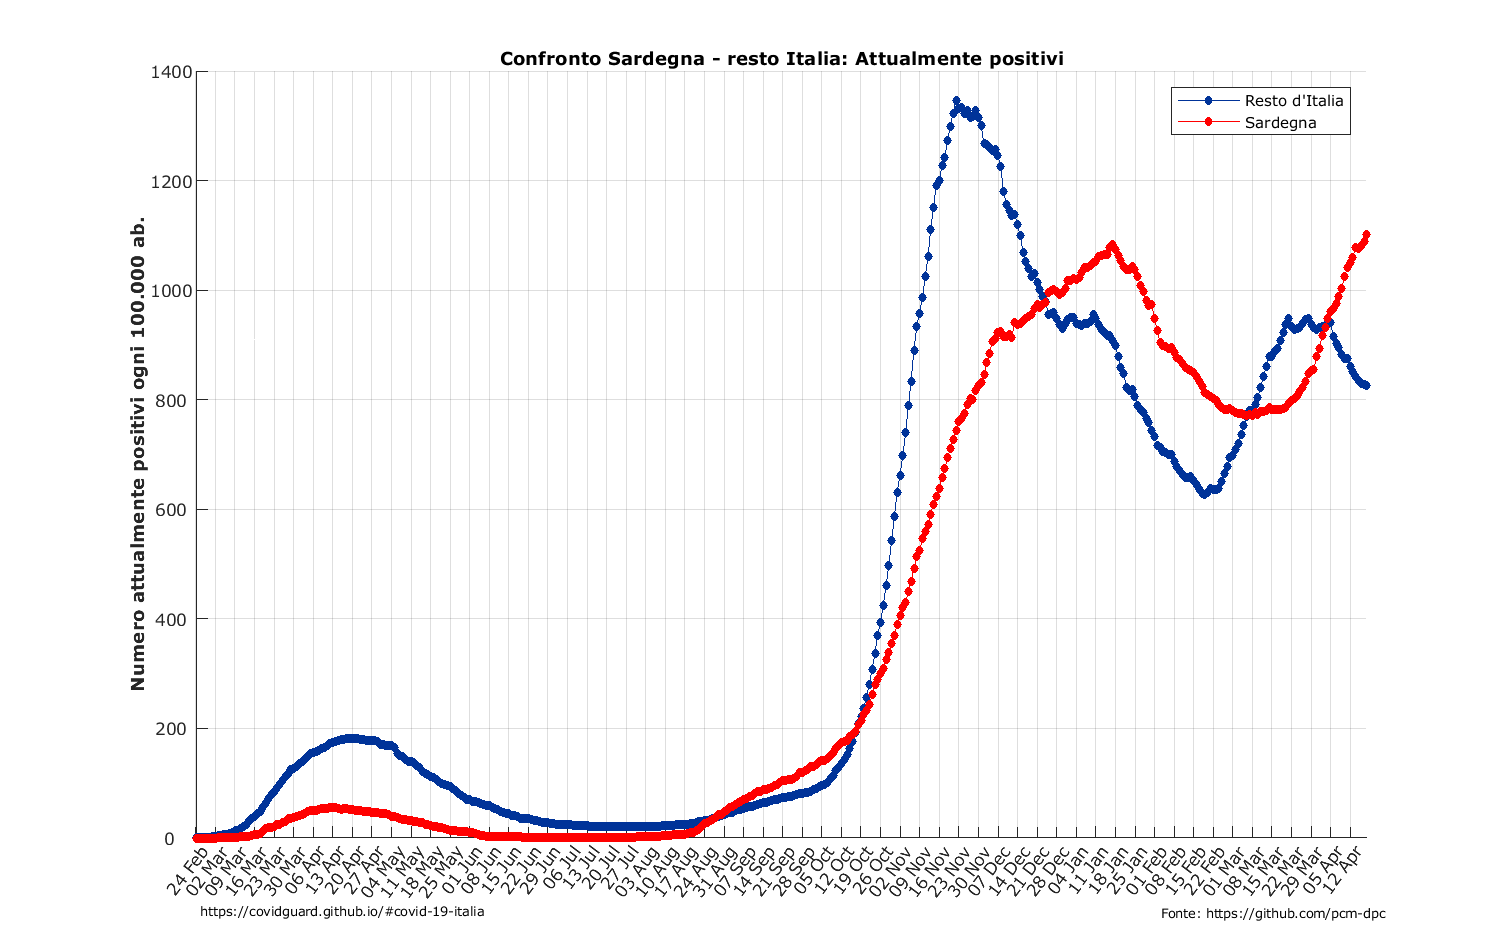 Confronto Sardegna - resto Italia: Attualmente positivi
Resto d'Italia
Sardegna
Numero attualmente positivi ogni 100.000 ab.
1400
1200
1000
800
600
400
200
0
24 Feb
02 Mar
09 Mar
16 Mar
23 Mar
30 Mar
06 Apr
13 Apr
20 Apr
27 Apr
04 May
11 May
18 May
25 May
01 Jun
08 Jun
15 Jun
22 Jun
29 Jun
06 Jul
13 Jul
20 Jul
27 Jul
03 Aug
10 Aug
17 Aug
24 Aug
31 Aug
07 Sep
14 Sep
21 Sep
28 Sep
05 Oct
12 Oct
19 Oct
26 Oct
02 Nov
09 Nov
16 Nov
23 Nov
30 Nov
07 Dec
14 Dec
21 Dec
28 Dec
04 Jan
11 Jan
18 Jan
25 Jan
01 Feb
08 Feb
15 Feb
22 Feb
01 Mar
08 Mar
15 Mar
22 Mar
29 Mar
05 Apr
12 Apr
https://covidguard.github.io/#covid-19-italia
Fonte: https://github.com/pcm-dpc